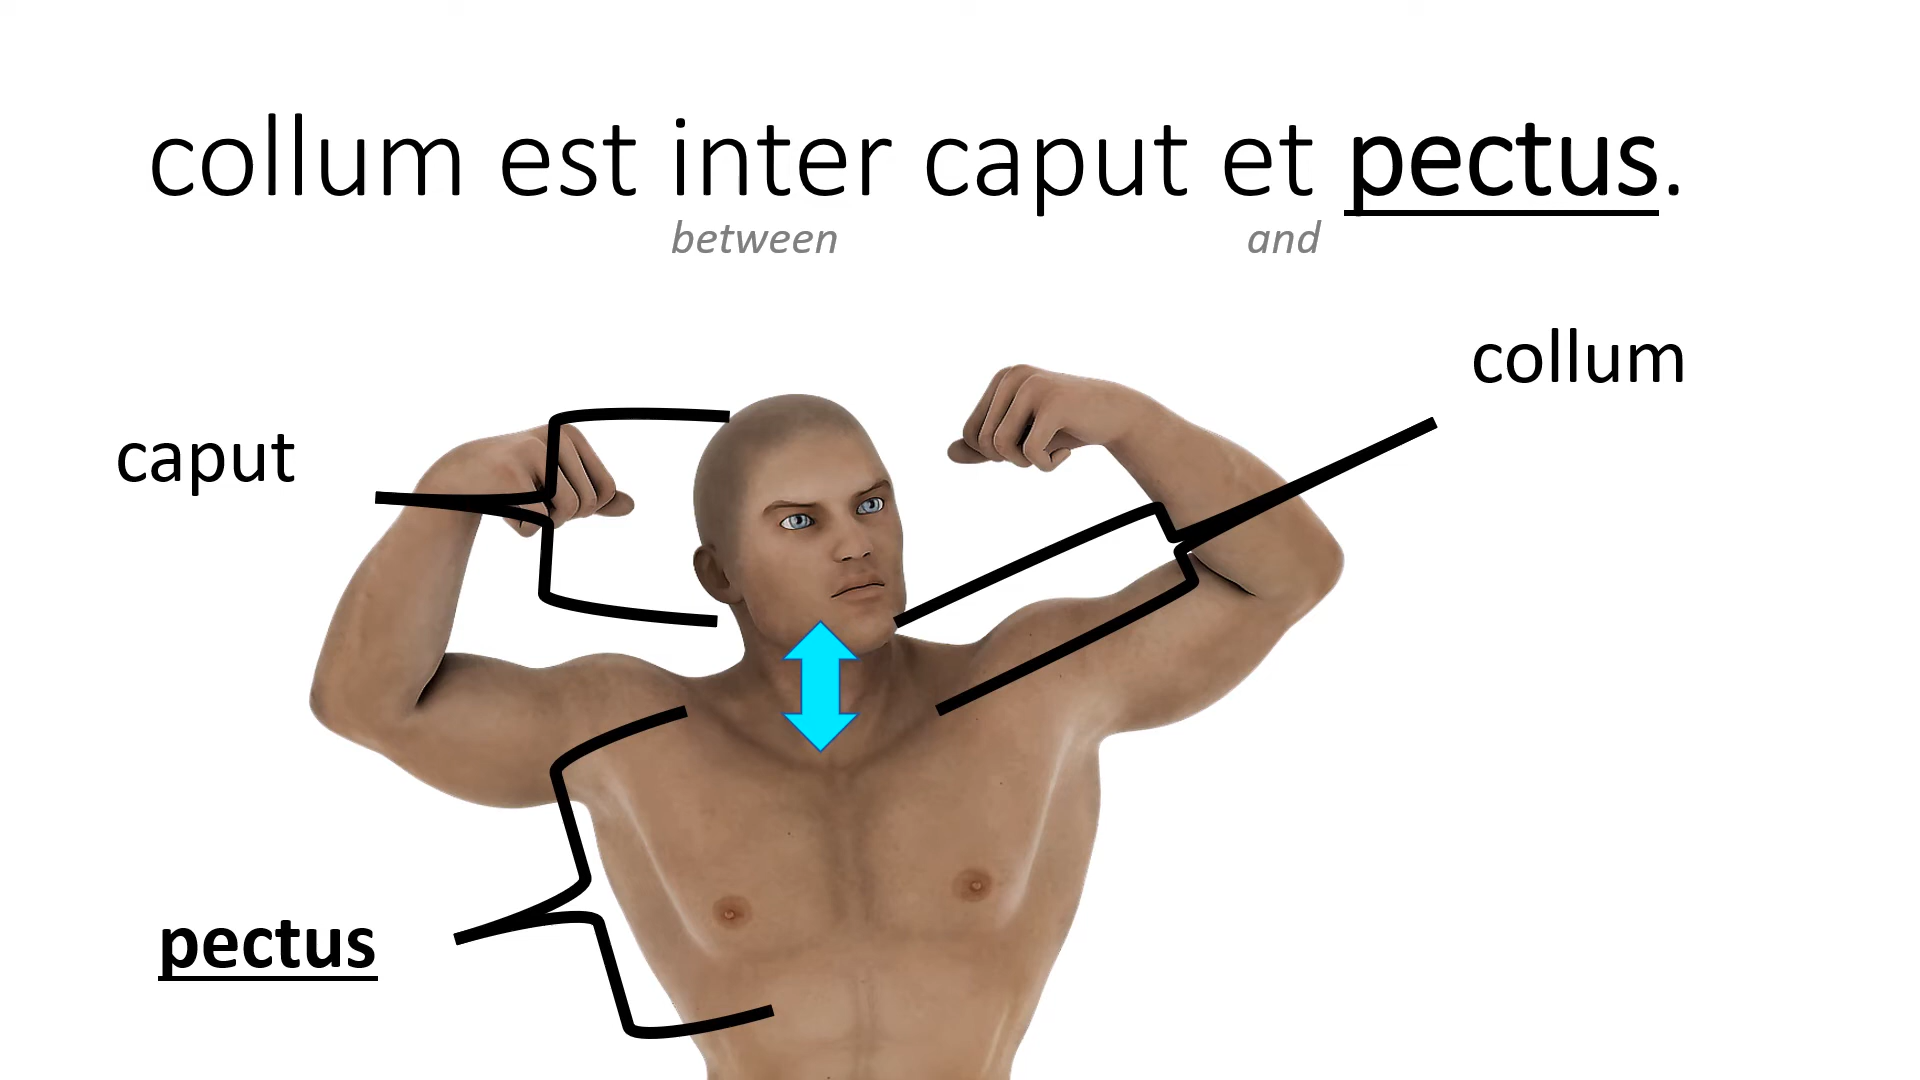 collum est inter caput et pectus.
between and
collum
caput
pectus